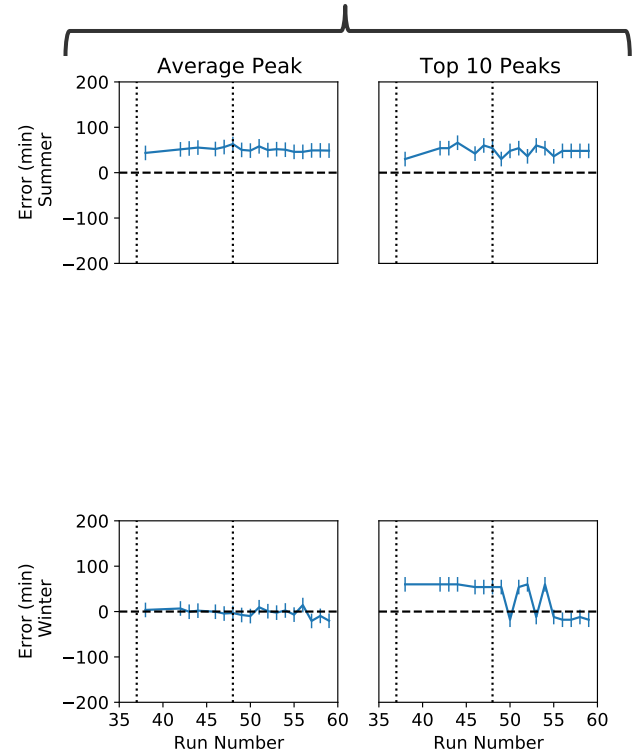 Average Peak
Top 10 Peaks
Error (min)
Summer
200
100
0
−100
−200
Error (min)
Winter
200
100
0
−100
−200
35 40 45 50 55 60
35 40 45 50 55 60
Run Number
Run Number